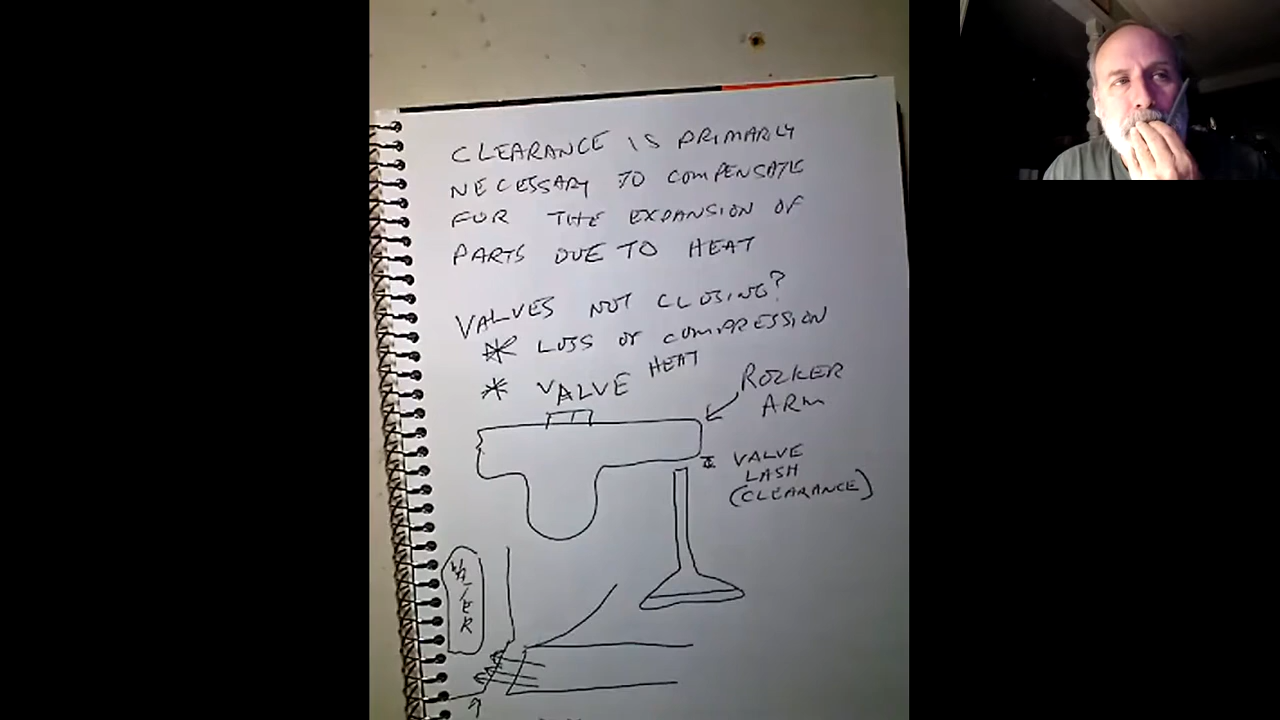 CLEARANCE IS PRIMARILY
NECESSARY TO COMPENSATE
FOR THE EXPANSION OF
PARTS DUE TO HEAT
VALVES NOT CLOSING?
* LOSS OF COMPRESSION
* VALVE HEAT
ROCKER
ARM
VALVE
LASH
(CLEARANCE)
WATER